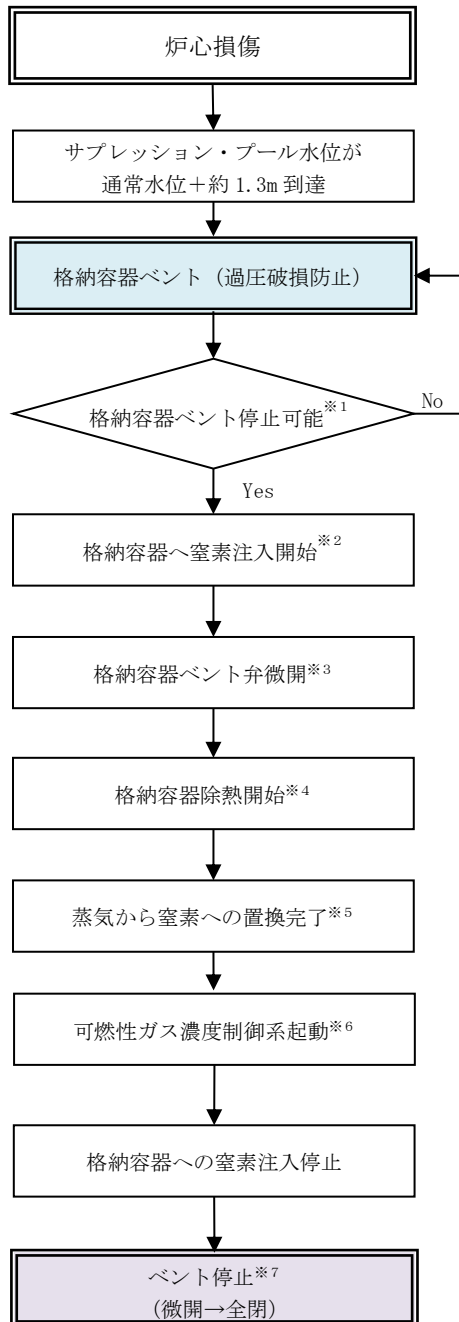 炉心損傷
サプレッション・プール水位が
通常水位＋約 1.3m 到達
格納容器ベント（過圧破損防止）
格納容器ベント停止可能※1
No
Yes
格納容器へ窒素注入開始※2
格納容器ベント弁微開※3
格納容器除熱開始※4
蒸気から窒素への置換完了※5
可燃性ガス濃度制御系起動※6
格納容器への窒素注入停止
ベント停止※7
(微開→全閉)